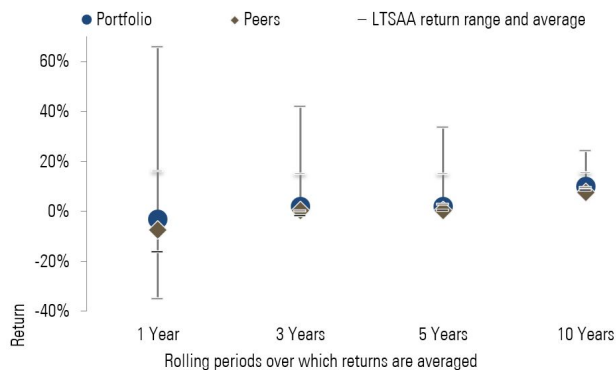 Portfolio Peers LTSAA return range and average
60%
40%
20%
0%
-20%
-40%
Return
1 Year 3 Years 5 Years 10 Years
Rolling periods over which returns are averaged